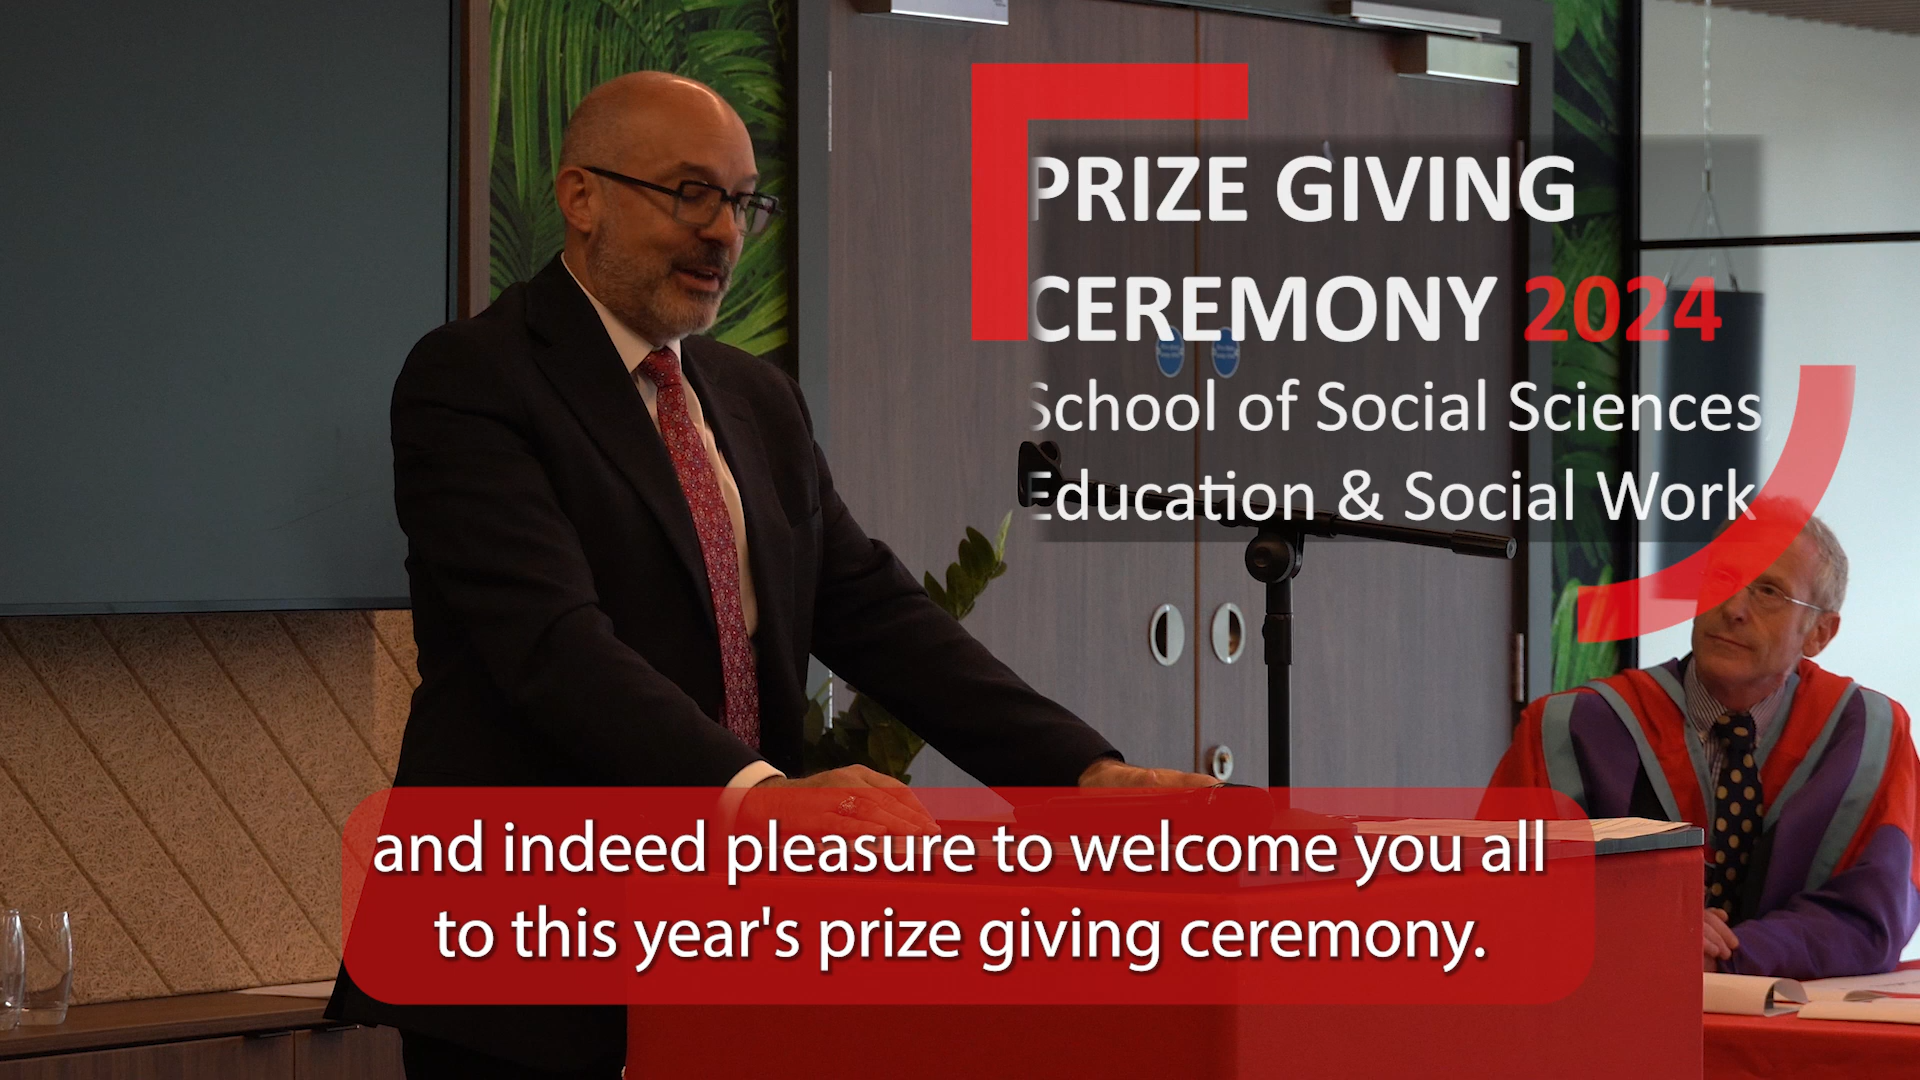 PRIZE GIVING
CEREMONY 2024
School of Social Sciences
Education & Social Work
and indeed pleasure to welcome you all
to this year's prize giving ceremony.